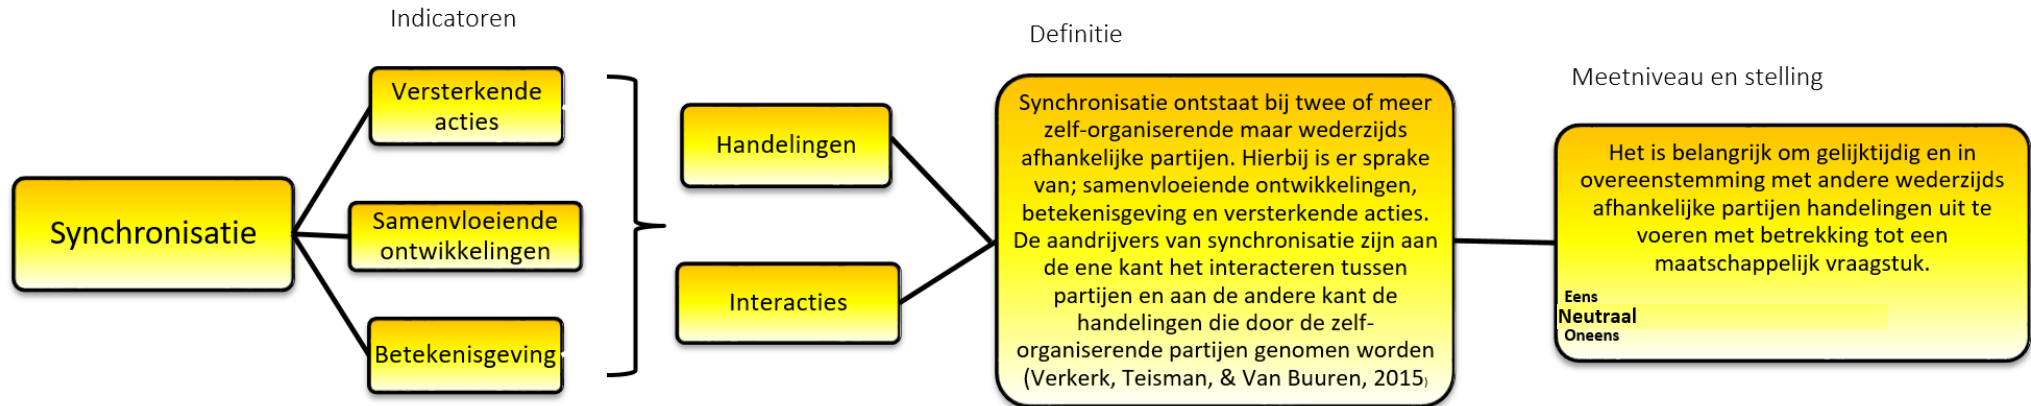 Indicatoren
Definitie
Meetniveau en stelling
Synchronisatie
Versterkende
acties
Samenvloeiende
ontwikkelingen
Betekenisgeving
Handelingen
Interacties
Synchronisatie ontstaat bij twee of meer
zelf-organiserende maar wederzijds
afhankelijke partijen. Hierbij is er sprake
van; samenvloeiende ontwikkelingen,
betekenisgeving en versterkende acties.
De aandrijvers van synchronisatie zijn aan
de ene kant het interacteren tussen
partijen en aan de andere kant de
handelingen die door de zelf-
organiserende partijen genomen worden
(Verkerk, Teisman, & Van Buuren, 2015)
Het is belangrijk om gelijktijdig en in
overeenstemming met andere wederzijds
afhankelijke partijen handelingen uit te
voeren met betrekking tot een
maatschappelijk vraagstuk.
Eens
Neutraal
Oneens